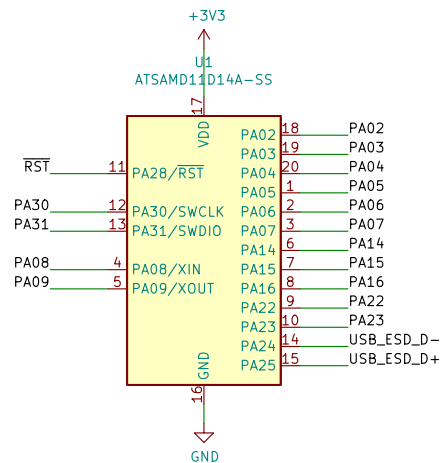 +3V3
U1
ATSAMD11D14A-SS
17
VDD
PA02 18 PA02
PA03 19 PA03
RST 11 PA28/RST PA04 20 PA04
PA05 1 PA05
PA30 12 PA30/SWCLK PA06 2 PA06
PA31 13 PA31/SWDIO PA07 3 PA07
PA14 6 PA14
PA08 4 PA08/XIN PA15 7 PA15
PA09 5 PA09/XOUT PA16 8 PA16
PA22 9 PA22
PA23 10 PA23
PA24 14 USB_ESD_D-
PA25 15 USB_ESD_D+
GND
16
GND